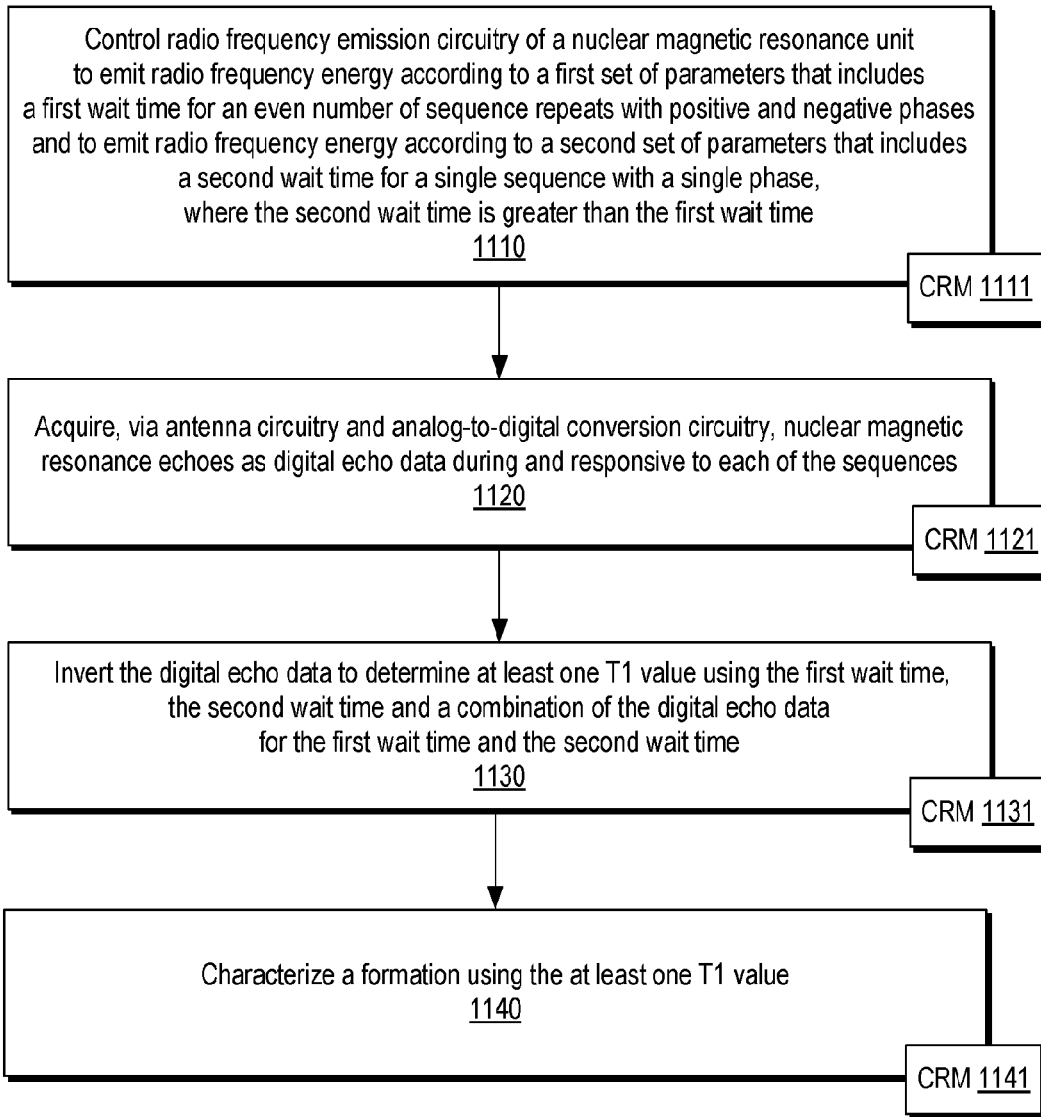 Control radio frequency emission circuitry of a nuclear magnetic resonance unit
to emit radio frequency energy according to a first set of parameters that includes
a first wait time for an even number of sequence repeats with positive and negative phases
and to emit radio frequency energy according to a second set of parameters that includes
a second wait time for a single sequence with a single phase,
where the second wait time is greater than the first wait time
1110
CRM 1111
Acquire, via antenna circuitry and analog-to-digital conversion circuitry, nuclear magnetic
resonance echoes as digital echo data during and responsive to each of the sequences
1120
CRM 1121
Invert the digital echo data to determine at least one T1 value using the first wait time,
the second wait time and a combination of the digital echo data
for the first wait time and the second wait time
1130
CRM 1131
Characterize a formation using the at least one T1 value
1140
CRM 1141